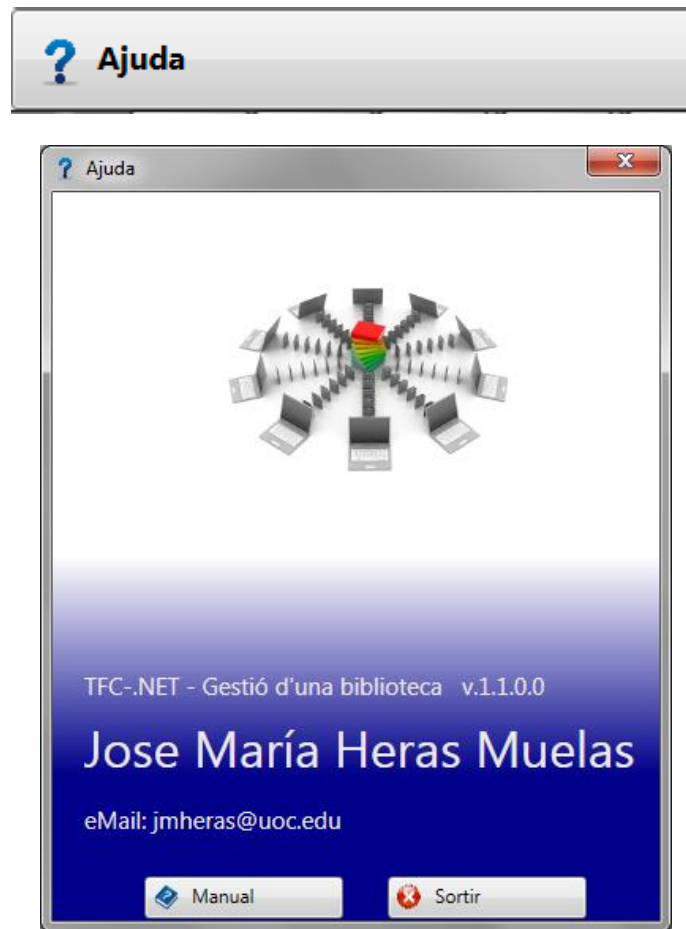 Ajuda
Ajuda
TFC-.NET - Gestió d'una biblioteca v.1.1.0.0
Jose María Heras Muelas
eMail: jmheras@uoc.edu
Manual
Sortir